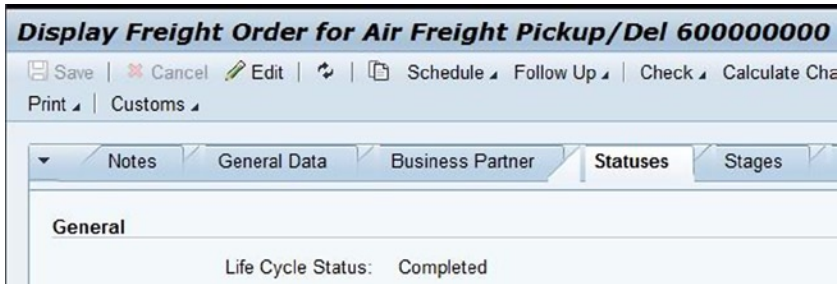 Display Freight Order for Air Freight Pickup/Del 600000000
Save | Cancel Edit | Schedule Follow Up | Check Calculate Cha
Print | Customs
Notes General Data Business Partner Statuses Stages
General
Life Cycle Status: Completed